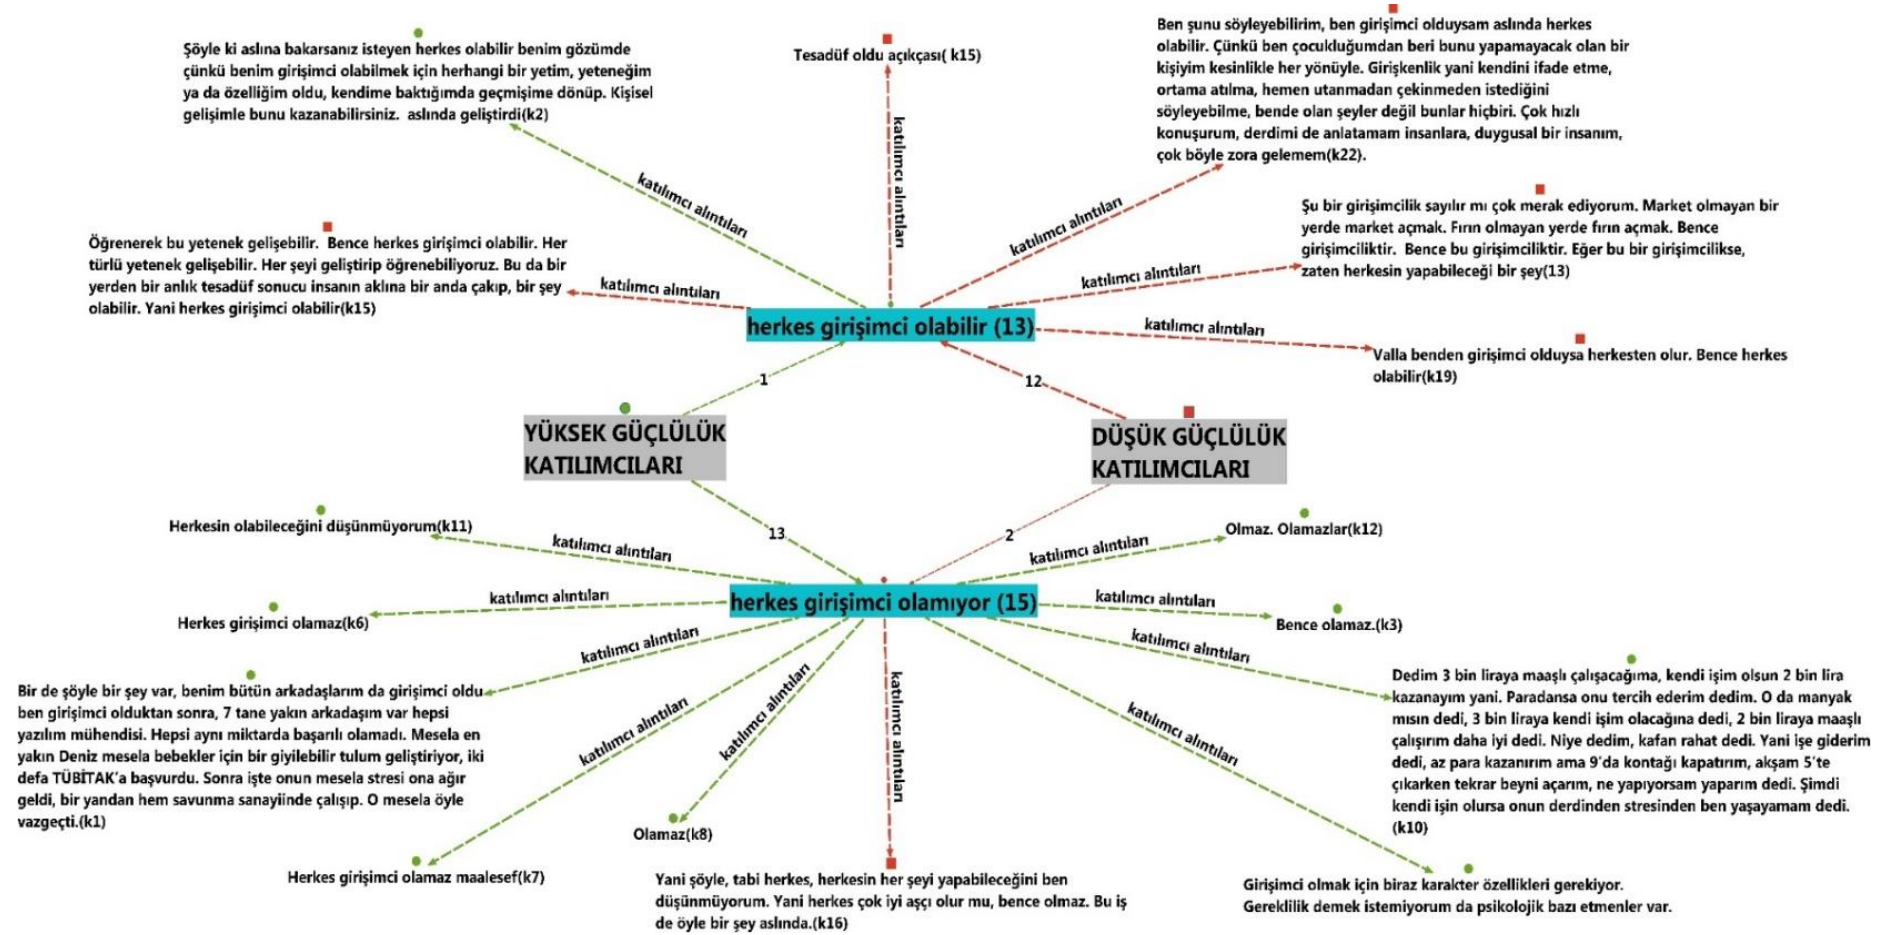 Şöyle ki aslına bakarsanız isteyen herkes olabilir benim gözümde
çünkü benim girişimci olabilmek için herhangi bir yetim, yeteneğim
ya da özelliğim oldu, kendime baktığımda geçmişime dönüp. Kişisel
gelişimle bunu kazanabilirsiniz. aslında geliştirdi(k2)
Tesadüf oldu açıkçası( k15)
Ben şunu söyleyebilirim, ben girişimci olduysam aslında herkes
olabilir. Çünkü ben çocukluğumdan beri bunu yapamayacak olan bir
kişiyim kesinlikle her yönüyle. Girişkenlik yani kendini ifade etme,
ortama atılma, hemen utanmadan çekinmeden istediğini
söyleyebilme, bende olan şeyler değil bunlar hiçbiri. Çok hızlı
konuşurum, derdimi de anlatamam insanlara, duygusal bir insanım,
çok böyle zora gelemem(k22).
katılımcı alıntıları
katılımcı alıntıları
katılımcı alıntıları
Şu bir girişimcilik sayılır mı çok merak ediyorum. Market olmayan bir
yerde market açmak. Fırın olmayan yerde fırın açmak. Bence
girişimciliktir. Bence bu girişimciliktir. Eğer bu bir girişimcilikse,
zaten herkesin yapabileceği bir şey(13)
Öğrenerek bu yetenek gelişebilir. Bence herkes girişimci olabilir. Her
türlü yetenek gelişebilir. Her şeyi geliştirip öğrenebiliyoruz. Bu da bir
yerden bir anlık tesadüf sonucu insanın aklına bir anda çakıp, bir şey
olabilir. Yani herkes girişimci olabilir(k15)
katılımcı alıntıları
katılımcı alıntıları
herkes girişimci olabilir (13)
katılımcı alıntıları
Valla benden girişimci olduysa herkesten olur. Bence herkes
olabilir(k19)
1
12
YÜKSEK GÜÇLÜLÜK
KATILIMCILARI
DÜŞÜK GÜÇLÜLÜK
KATILIMCILARI
13
2
Herkesin olabileceğini düşünmüyorum(k11)
katılımcı alıntıları
katılımcı alıntıları
Olmaz. Olamazlar(k12)
Herkes girişimci olamaz(k6)
katılımcı alıntıları
herkes girişimci olamıyor (15)
katılımcı alıntıları
Bence olamaz.(k3)
katılımcı alıntıları
katılımcı alıntıları
Bir de şöyle bir şey var, benim bütün arkadaşlarım da girişimci oldu
ben girişimci olduktan sonra, 7 tane yakın arkadaşım var hepsi
yazılım mühendisi. Hepsi aynı miktarda başarılı olamadı. Mesela en
yakın Deniz mesela bebekler için bir giyilebilir tulum geliştiriyor, iki
defa TÜBİTAK'a başvurdu. Sonra işte onun mesela stresi ona ağır
geldi, bir yandan hem savunma sanayiinde çalışıp. O mesela öyle
vazgeçti.(k1)
katılımcı alıntıları
katılımcı alıntıları
katılımcı alıntıları
katılımcı alıntıları
Dedim 3 bin liraya maaşlı çalışacağıma, kendi işim olsun 2 bin lira
kazanayım yani. Paradansa onu tercih ederim dedim. O da manyak
mısın dedi, 3 bin liraya kendi işim olacağına dedi, 2 bin liraya maaşlı
çalışırım daha iyi dedi. Niye dedim, kafan rahat dedi. Yani işe giderim
dedi, az para kazanırım ama 9'da kontağı kapatırım, akşam 5'te
çıkarken tekrar beyni açarım, ne yapıyorsam yaparım dedi. Şimdi
kendi işin olursa onun derdinden stresinden ben yaşayamam dedi.
(k10)
Olamaz(k8)
Herkes girişimci olamaz maalesef(k7)
Yani şöyle, tabi herkes, herkesin her şeyi yapabileceğini ben
düşünmüyorum. Yani herkes çok iyi aşçı olur mu, bence olmaz. Bu iş
de öyle bir şey aslında.(k16)
Girişimci olmak için biraz karakter özellikleri gerekiyor.
Gereklilik demek istemiyorum da psikolojik bazı etmenler var.